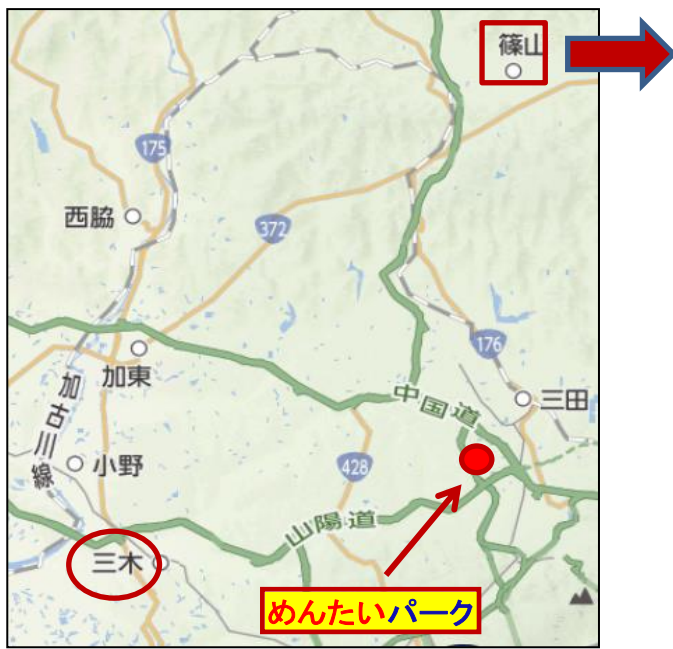 篠山
175
西脇
372
176
加東
中国道
三田
加古川線
小野
428
山陽道
三木
めんたいパーク